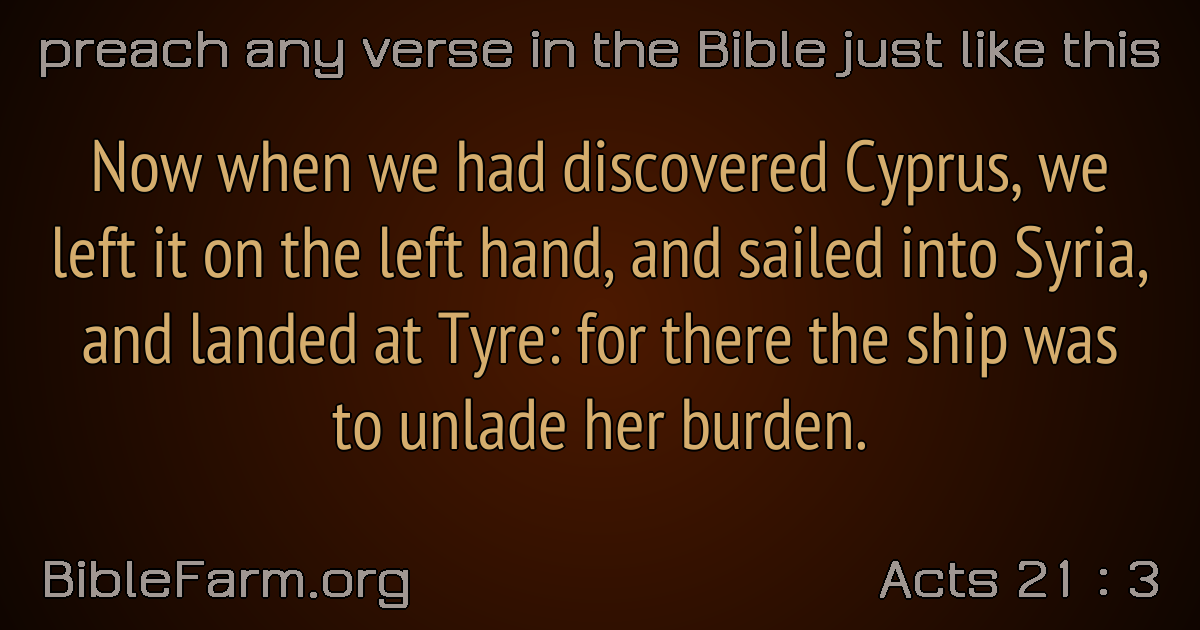 preach any verse in the Bible just like this
Now when we had discovered Cyprus, we
left it on the left hand, and sailed into Syria,
and landed at Tyre: for there the ship was
to unlade her burden.
BibleFarm.org
Acts 21 : 3